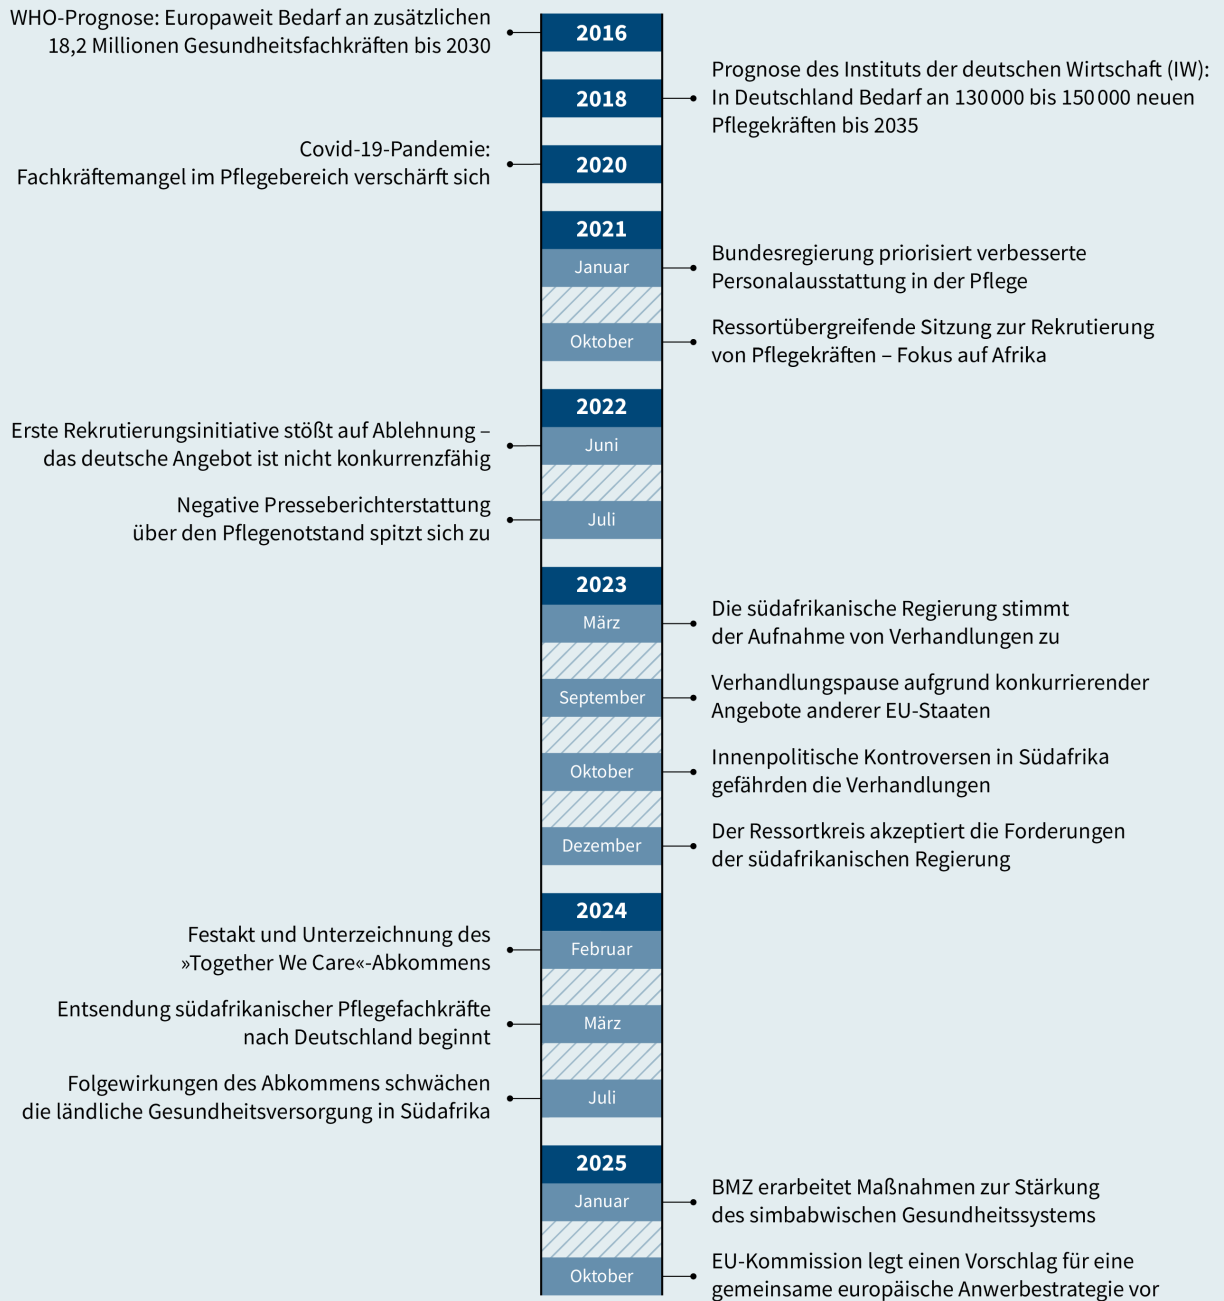 2016
WHO-Prognose: Europaweit Bedarf an zusätzlichen
18,2 Millionen Gesundheitsfachkräften bis 2030
2018
Prognose des Instituts der deutschen Wirtschaft (IW):
In Deutschland Bedarf an 130 000 bis 150 000 neuen
Pflegekräften bis 2035
2020
Covid-19-Pandemie:
Fachkräftemangel im Pflegebereich verschärft sich
2021
Januar
Bundesregierung priorisiert verbesserte
Personalausstattung in der Pflege
Oktober
Ressortübergreifende Sitzung zur Rekrutierung
von Pflegekräften – Fokus auf Afrika
2022
Juni
Erste Rekrutierungsinitiative stößt auf Ablehnung –
das deutsche Angebot ist nicht konkurrenzfähig
Juli
Negative Presseberichterstattung
über den Pflegenotstand spitzt sich zu
2023
März
Die südafrikanische Regierung stimmt
der Aufnahme von Verhandlungen zu
September
Verhandlungspause aufgrund konkurrierender
Angebote anderer EU-Staaten
Oktober
Innenpolitische Kontroversen in Südafrika
gefährden die Verhandlungen
Dezember
Der Ressortkreis akzeptiert die Forderungen
der südafrikanischen Regierung
2024
Februar
Festakt und Unterzeichnung des
»Together We Care«-Abkommens
März
Entsendung südafrikanischer Pflegefachkräfte
nach Deutschland beginnt
Juli
Folgewirkungen des Abkommens schwächen
die ländliche Gesundheitsversorgung in Südafrika
2025
Januar
BMZ erarbeitet Maßnahmen zur Stärkung
des simbabwischen Gesundheitssystems
Oktober
EU-Kommission legt einen Vorschlag für eine
gemeinsame europäische Anwerbestrategie vor